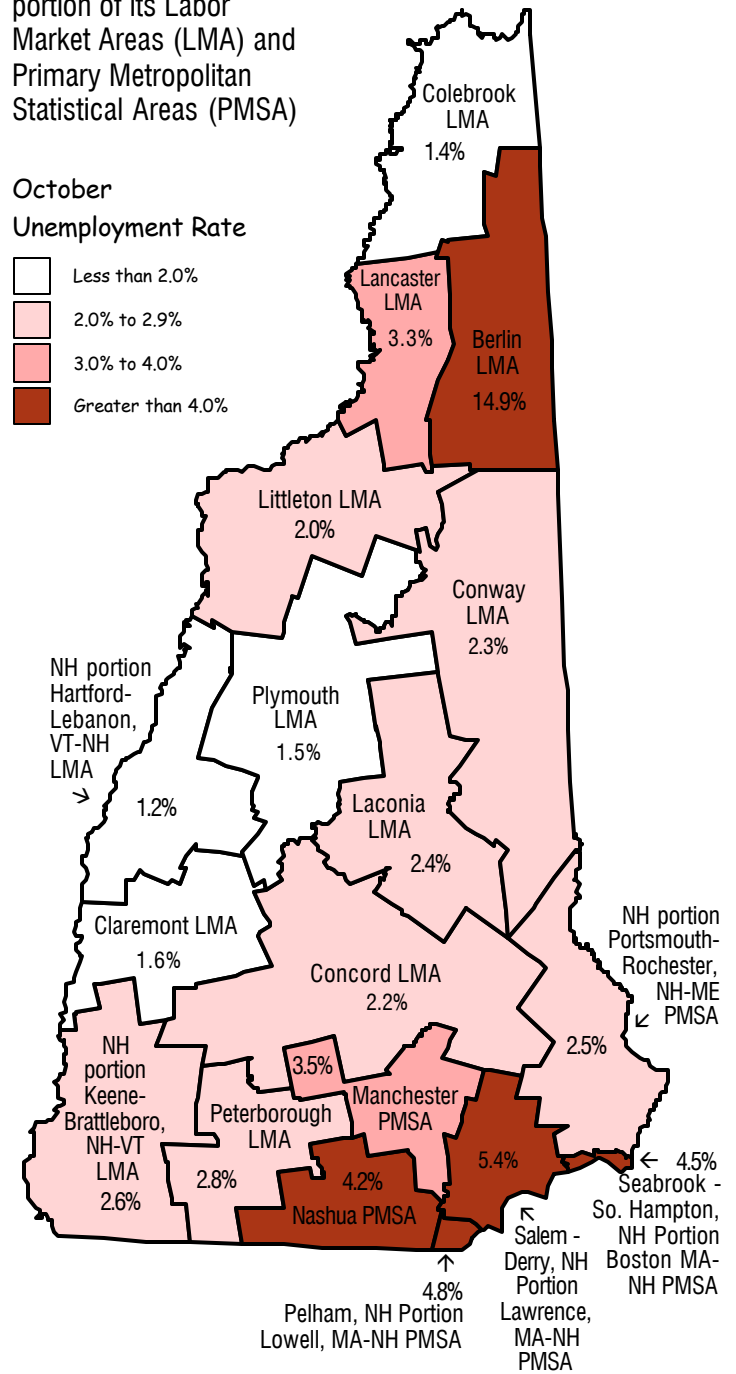 portion of its Labor
Market Areas (LMA) and
Primary Metropolitan
Statistical Areas (PMSA)
October
Unemployment Rate
Less than 2.0%
2.0% to 2.9%
3.0% to 4.0%
Greater than 4.0%
Colebrook
LMA
1.4%
Lancaster
LMA
3.3%
Berlin
LMA
14.9%
Littleton LMA
2.0%
Conway
LMA
2.3%
NH portion
Hartford-
Lebanon,
VT-NH
LMA
1.2%
Plymouth
LMA
1.5%
Laconia
LMA
2.4%
Claremont LMA
1.6%
Concord LMA
2.2%
NH portion
Portsmouth-
Rochester,
NH-ME
PMSA
2.5%
NH
portion
Keene-
Brattleboro,
NH-VT
LMA
2.6%
3.5%
Manchester
PMSA
Peterborough
LMA
2.8%
4.2%
Nashua PMSA
5.4%
4.5%
Seabrook -
So. Hampton,
NH Portion
Boston MA-
NH PMSA
Salem -
Derry, NH
Portion
Lawrence,
MA-NH
PMSA
4.8%
Pelham, NH Portion
Lowell, MA-NH PMSA